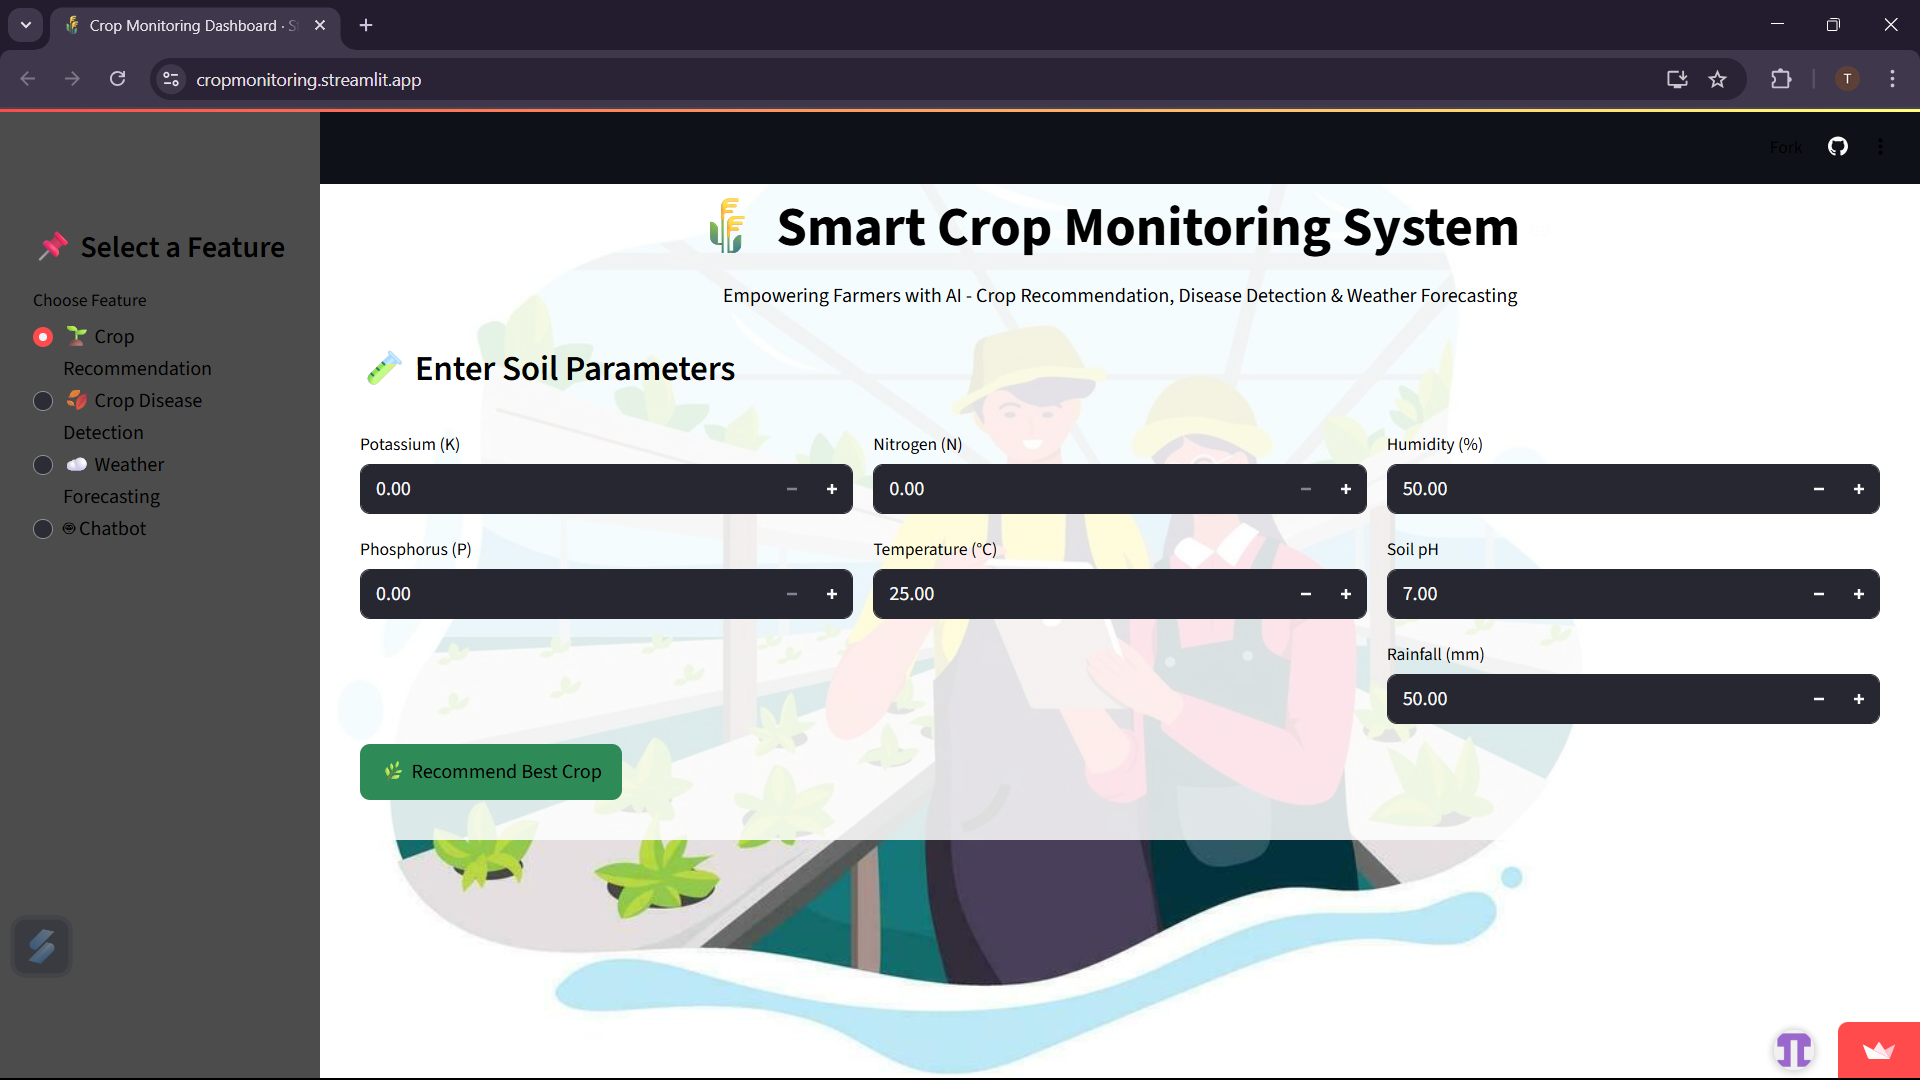 Crop Monitoring Dashboard · S
cropmonitoring.streamlit.app
T
Fork
Select a Feature
Choose Feature
Crop
Recommendation
Crop Disease
Detection
Weather
Forecasting
Chatbot
Smart Crop Monitoring System
Empowering Farmers with AI - Crop Recommendation, Disease Detection & Weather Forecasting
Enter Soil Parameters
Potassium (K)
0.00
Nitrogen (N)
0.00
Humidity (%)
50.00
Phosphorus (P)
0.00
Temperature (°C)
25.00
Soil pH
7.00
Rainfall (mm)
50.00
Recommend Best Crop